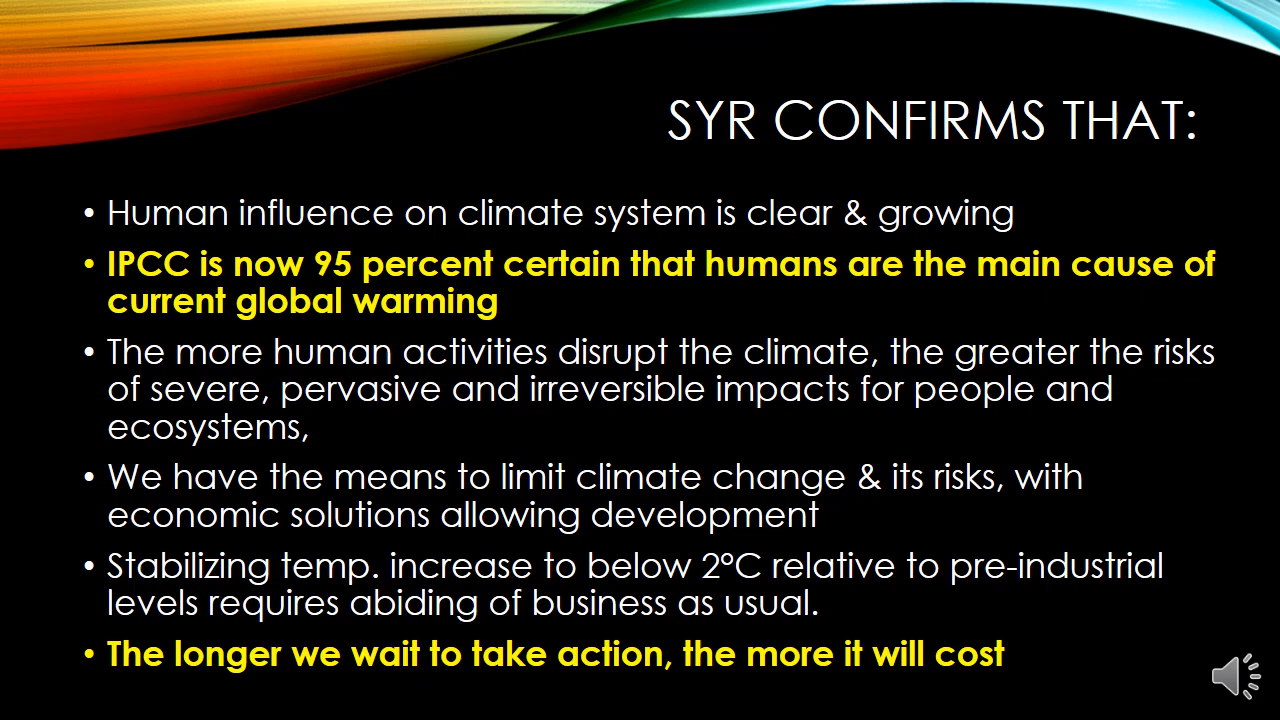 SYR CONFIRMS THAT:
• Human influence on climate system is clear & growing
• IPCC is now 95 percent certain that humans are the main cause of
current global warming
• The more human activities disrupt the climate, the greater the risks
of severe, pervasive and irreversible impacts for people and
ecosystems,
• We have the means to limit climate change & its risks, with
economic solutions allowing development
• Stabilizing temp. increase to below 2°C relative to pre-industrial
levels requires abiding of business as usual.
• The longer we wait to take action, the more it will cost